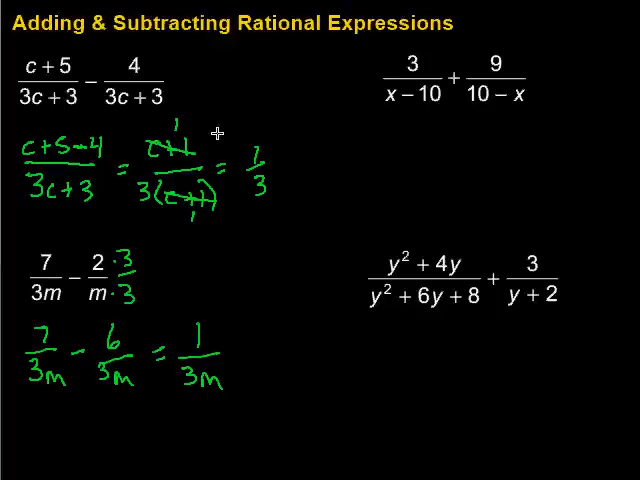 Adding & Subtracting Rational Expressions
(c + 5)/(3c + 3) − 4/(3c + 3)
(c+5−4)/(3c+3) = (c+1)/(3(c+1)) = 1/3
1
1
7/(3m) − 2/m · 3/3
7/(3m) − 6/(3m) = 1/(3m)
3/(x − 10) + 9/(10 − x)
(y² + 4y)/(y² + 6y + 8) + 3/(y + 2)